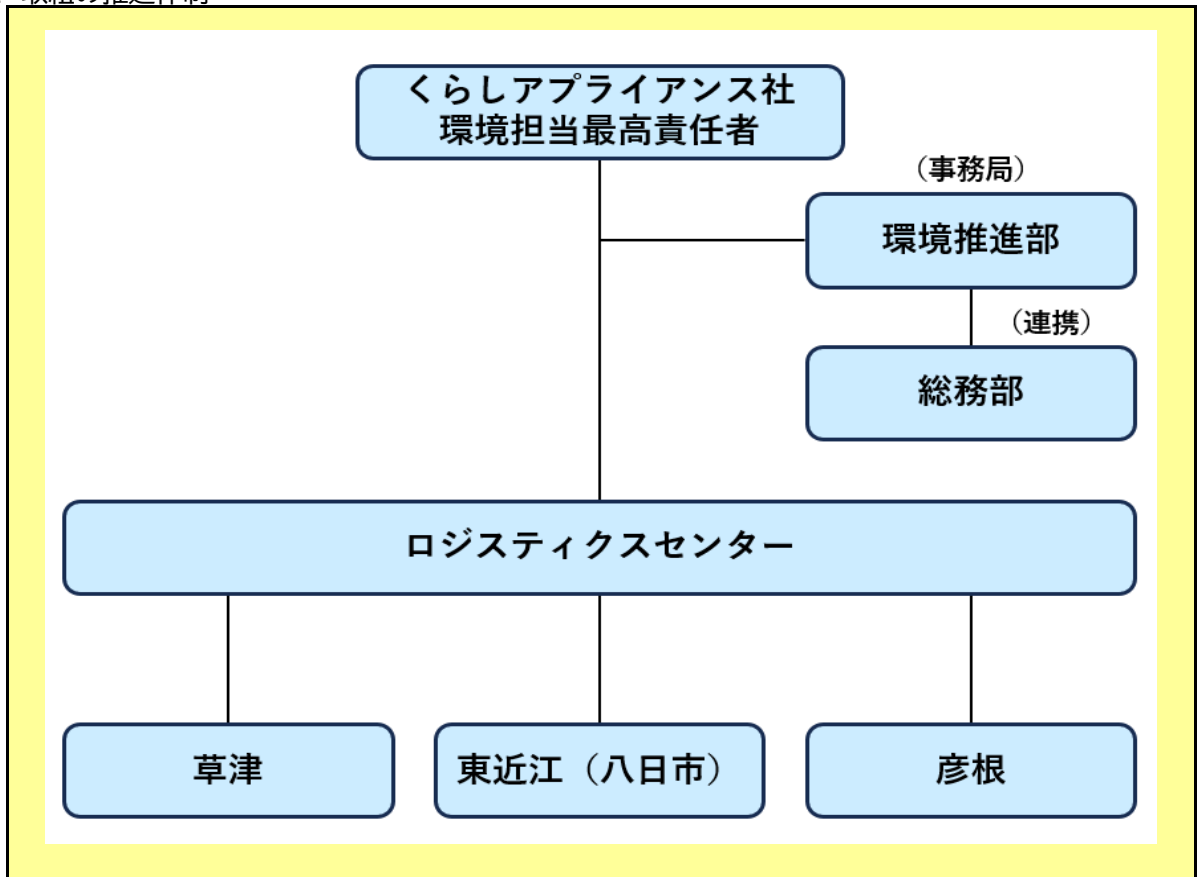 くらしアプライアンス社
環境担当最高責任者
（事務局）
環境推進部
（連携）
総務部
ロジスティクスセンター
草津
東近江（八日市）
彦根